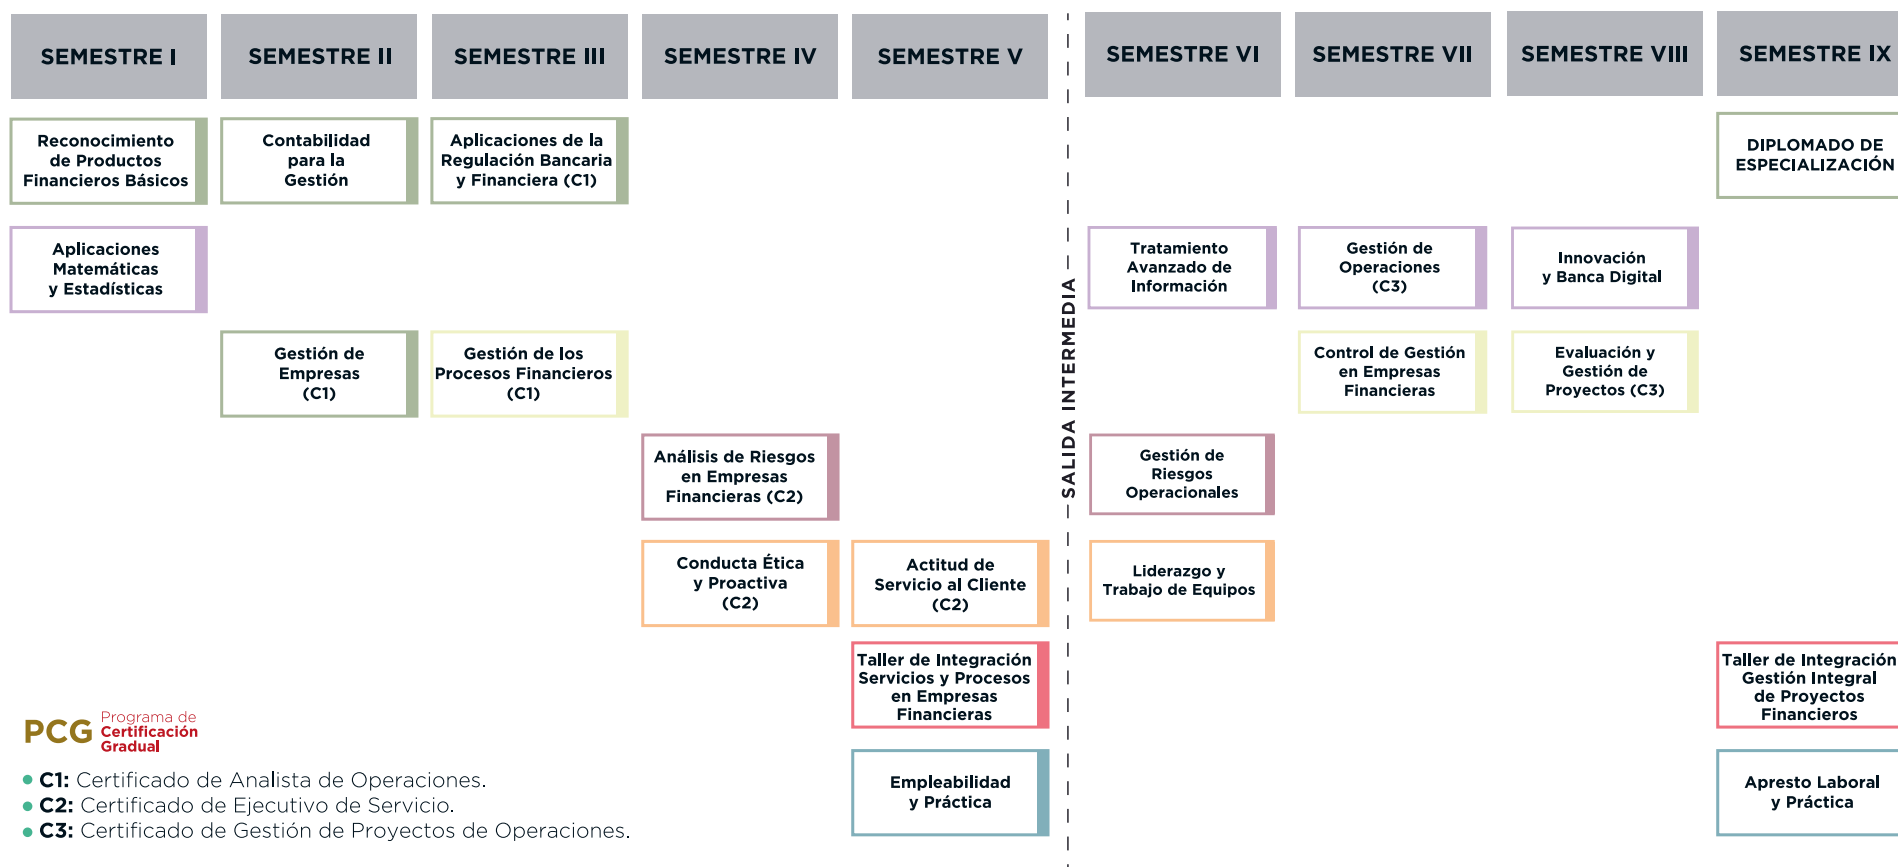 SEMESTRE I
SEMESTRE II
SEMESTRE III
SEMESTRE IV
SEMESTRE V
SEMESTRE VI
SEMESTRE VII
SEMESTRE VIII
SEMESTRE IX
Reconocimiento
de Productos
Financieros Básicos
Contabilidad
para la
Gestión
Aplicaciones de la
Regulación Bancaria
y Financiera (C1)
DIPLOMADO DE
ESPECIALIZACIÓN
Aplicaciones
Matemáticas
y Estadísticas
Tratamiento
Avanzado de
Información
Gestión de
Operaciones
(C3)
Innovación
y Banca Digital
Gestión de
Empresas
(C1)
Gestión de los
Procesos Financieros
(C1)
SALIDA INTERMEDIA
Control de Gestión
en Empresas
Financieras
Evaluación y
Gestión de
Proyectos (C3)
Análisis de Riesgos
en Empresas
Financieras (C2)
Gestión de
Riesgos
Operacionales
Conducta Ética
y Proactiva
(C2)
Actitud de
Servicio al Cliente
(C2)
Liderazgo y
Trabajo de Equipos
Taller de Integración
Servicios y Procesos
en Empresas
Financieras
Taller de Integración
Gestión Integral
de Proyectos
Financieros
Empleabilidad
y Práctica
Apresto Laboral
y Práctica
PCG Programa de
Certificación
Gradual
C1: Certificado de Analista de Operaciones.
C2: Certificado de Ejecutivo de Servicio.
C3: Certificado de Gestión de Proyectos de Operaciones.